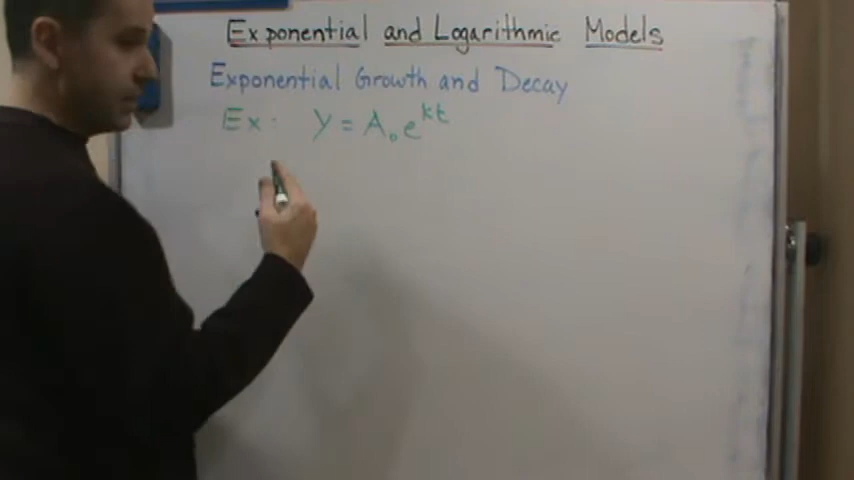 Exponential and Logarithmic Models
Exponential Growth and Decay
Ex: y = A₀e^kt